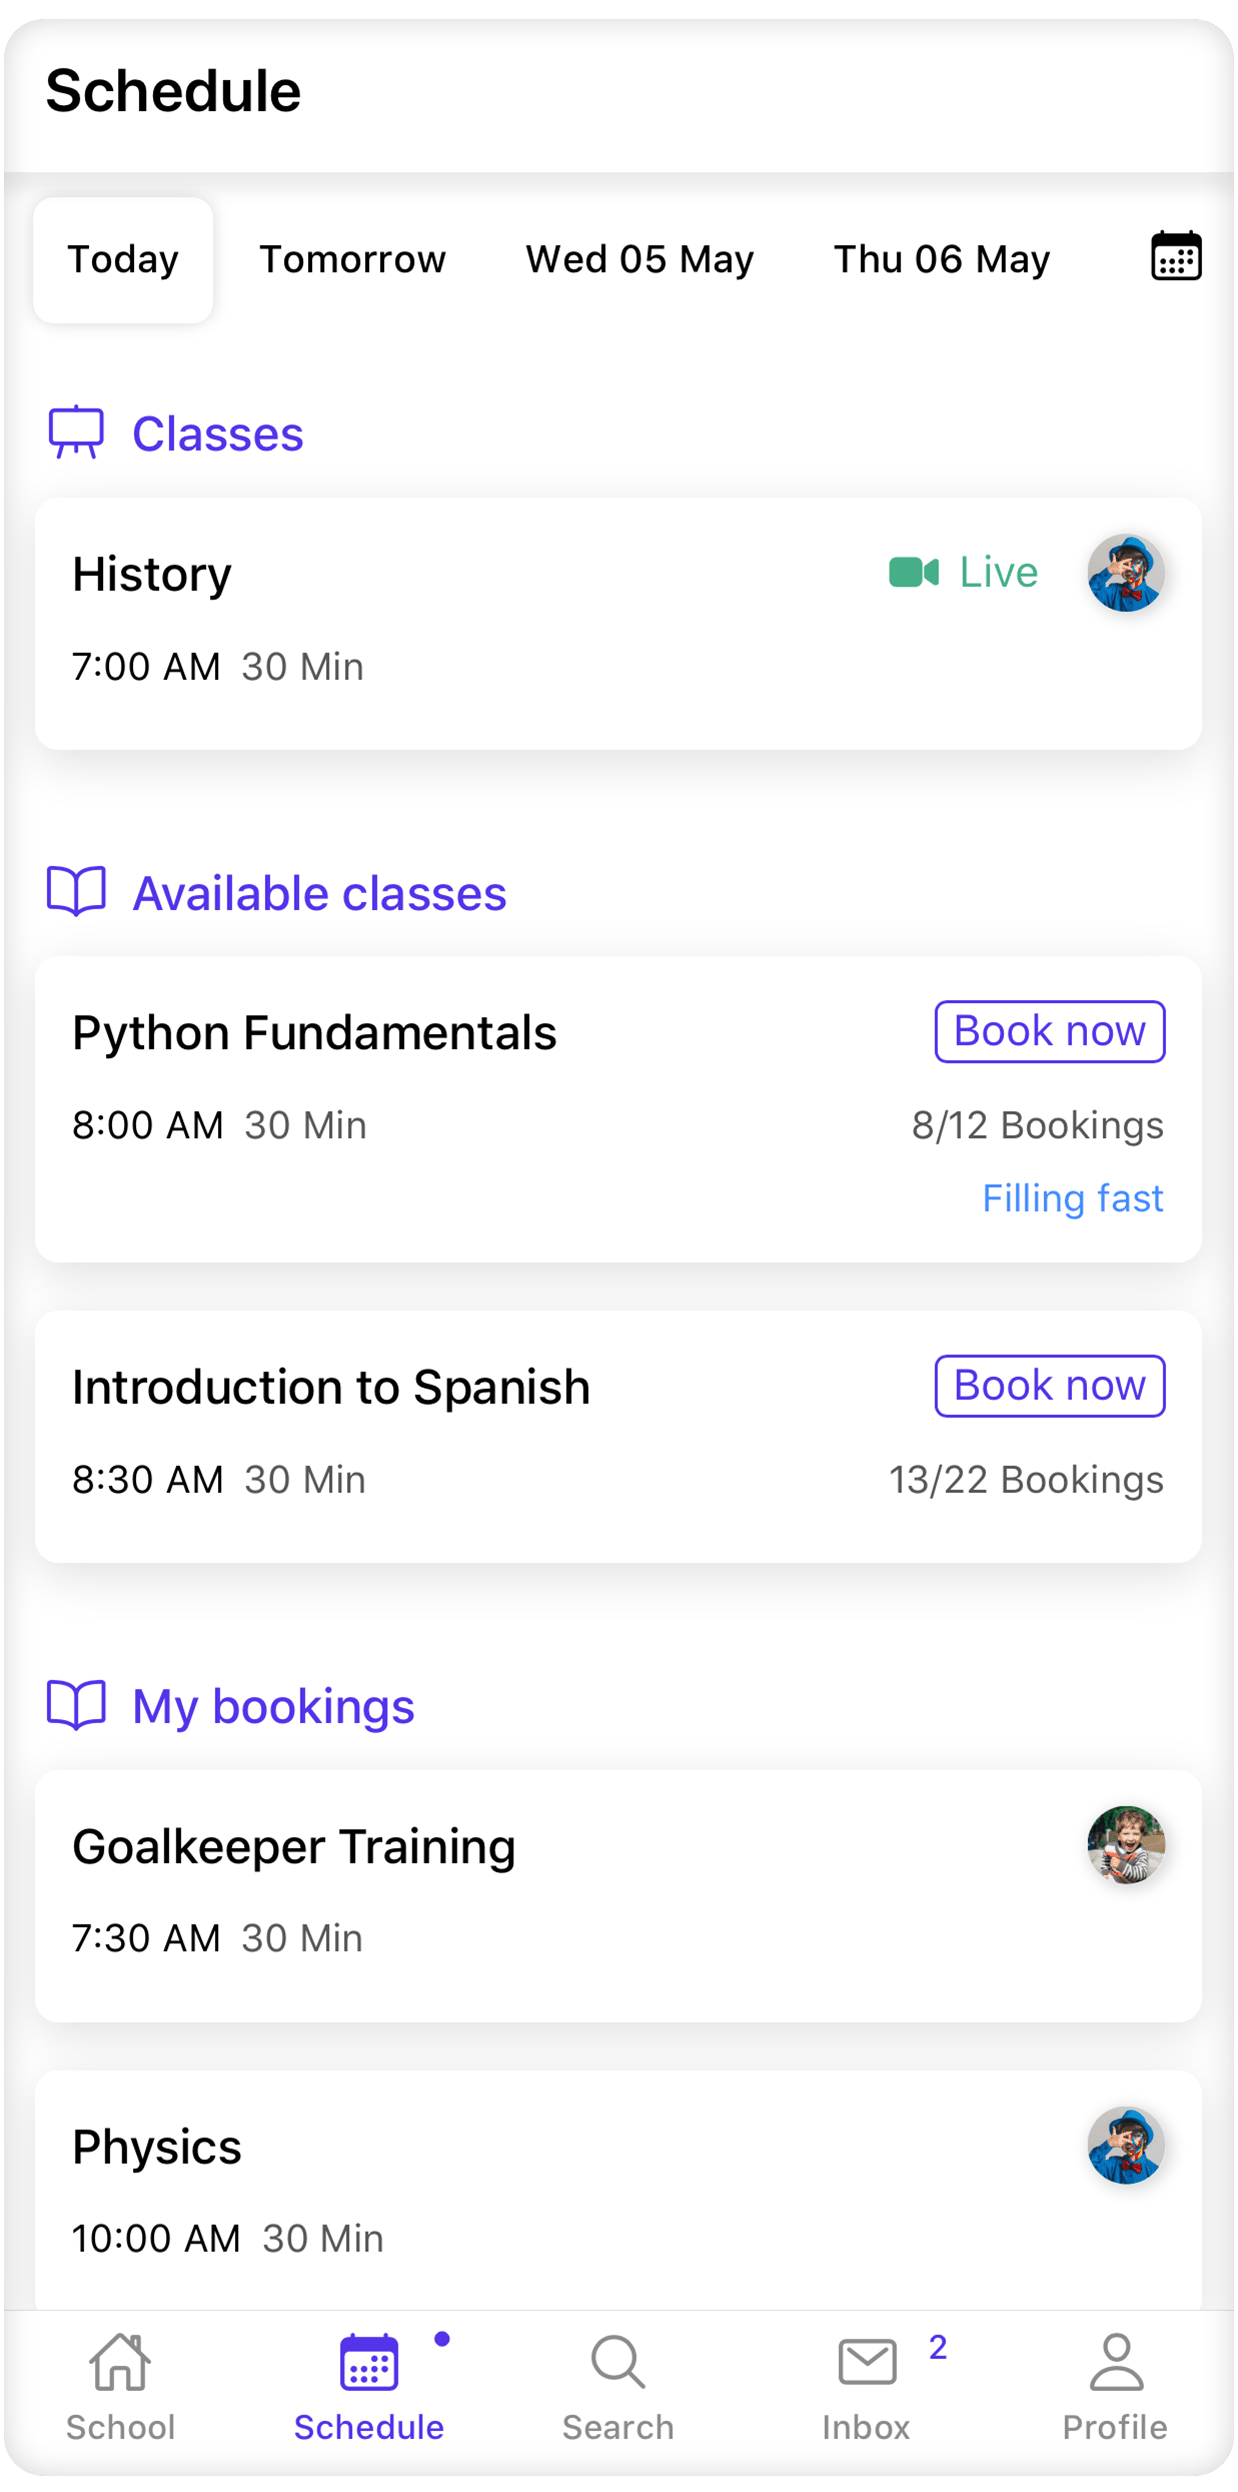 Schedule
Today Tomorrow Wed 05 May Thu 06 May
Classes
History Live
7:00 AM 30 Min
Available classes
Python Fundamentals Book now
8:00 AM 30 Min 8/12 Bookings
Filling fast
Introduction to Spanish Book now
8:30 AM 30 Min 13/22 Bookings
My bookings
Goalkeeper Training
7:30 AM 30 Min
Physics
10:00 AM 30 Min
2
School Schedule Search Inbox Profile